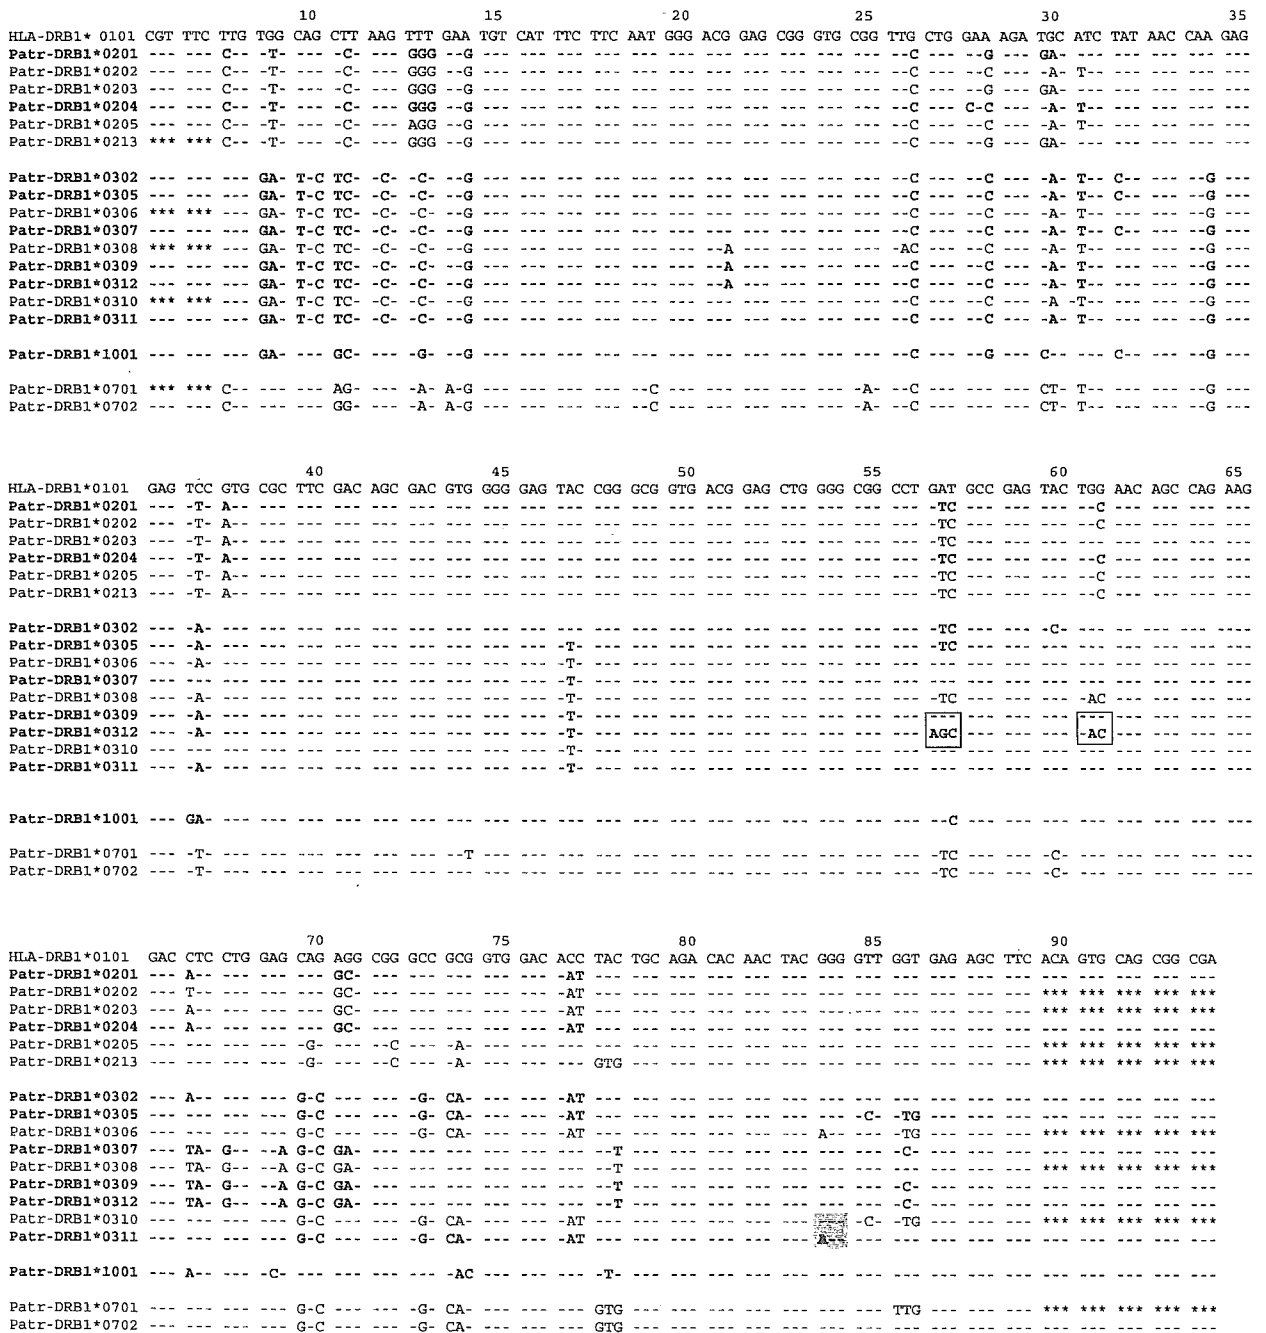 10 15 20 25 30 35
HLA-DRB1* 0101 CGT TTC TTG TGG CAG CTT AAG TTT GAA TGT CAT TTC TTC AAT GGG ACG GAG CGG GTG CGG TTG CTG GAA AGA TGC ATC TAT AAC CAA GAG
Patr-DRB1*0201 --- --- C-- -T- --- -C- --- GGG --G --- --- --- --- --- --- --- --- --- --- --- --C --- --G --- GA- --- --- --- --- ---
Patr-DRB1*0202 --- --- C-- -T- --- -C- --- GGG --G --- --- --- --- --- --- --- --- --- --- --- --C --- --C --- -A- T-- --- --- --- ---
Patr-DRB1*0203 --- --- C-- -T- --- -C- --- GGG --G --- --- --- --- --- --- --- --- --- --- --- --C --- --G --- GA- --- --- --- --- ---
Patr-DRB1*0204 --- --- C-- -T- --- -C- --- GGG --G --- --- --- --- --- --- --- --- --- --- --- --C --- C-C --- -A- T-- --- --- --- ---
Patr-DRB1*0205 --- --- C-- -T- --- -C- --- AGG --G --- --- --- --- --- --- --- --- --- --- --- --C --- --C --- -A- T-- --- --- --- ---
Patr-DRB1*0213 *** *** C-- -T- --- -C- --- GGG --G --- --- --- --- --- --- --- --- --- --- --- --C --- --G --- GA- --- --- --- --- ---
Patr-DRB1*0302 --- --- --- GA- T-C TC- -C- -C- --G --- --- --- --- --- --- --- --- --- --- --- --C --- --C --- -A- T-- C-- --- --G ---
Patr-DRB1*0305 --- --- --- GA- T-C TC- -C- -C- --G --- --- --- --- --- --- --- --- --- --- --- --C --- --C --- -A- T-- C-- --- --G ---
Patr-DRB1*0306 *** *** --- GA- T-C TC- -C- -C- --G --- --- --- --- --- --- --- --- --- --- --- --C --- --C --- -A- T-- --- --- --G ---
Patr-DRB1*0307 --- --- --- GA- T-C TC- -C- -C- --G --- --- --- --- --- --- --- --- --- --- --- --C --- --C --- -A- T-- C-- --- --G ---
Patr-DRB1*0308 *** *** --- GA- T-C TC- -C- -C- --G --- --- --- --- --- --- --A --- --- --- --- -AC --- --C --- -A- T-- --- --- --G ---
Patr-DRB1*0309 --- --- --- GA- T-C TC- -C- -C- --G --- --- --- --- --- --- --A --- --- --- --- --C --- --C --- -A- T-- --- --- --G ---
Patr-DRB1*0312 --- --- --- GA- T-C TC- -C- -C- --G --- --- --- --- --- --- --A --- --- --- --- --C --- --C --- -A- T-- --- --- --G ---
Patr-DRB1*0310 *** *** --- GA- T-C TC- -C- -C- --G --- --- --- --- --- --- --- --- --- --- --- --C --- --C --- -A- T-- --- --- --G ---
Patr-DRB1*0311 --- --- --- GA- T-C TC- -C- -C- --G --- --- --- --- --- --- --- --- --- --- --- --C --- --C --- -A- T-- --- --- --G ---
Patr-DRB1*1001 --- --- --- GA- --- GC- --- -G- --G --- --- --- --- --- --- --- --- --- --- --- --C --- --G --- C-- --- C-- --- --G ---
Patr-DRB1*0701 *** *** C-- --- --- AG- --- -A- A-G --- --- --- --- --C --- --- --- --- --- -A- --C --- --- --- CT- T-- --- --- --G ---
Patr-DRB1*0702 --- --- C-- --- --- GG- --- -A- A-G --- --- --- --- --C --- --- --- --- --- -A- --C --- --- --- CT- T-- --- --- --G ---
40 45 50 55 60 65
HLA-DRB1*0101 GAG TCC GTG CGC TTC GAC AGC GAC GTG GGG GAG TAC CGG GCG GTG ACG GAG CTG GGG CGG CCT GAT GCC GAG TAC TGG AAC AGC CAG AAG
Patr-DRB1*0201 --- -T- A-- --- --- --- --- --- --- --- --- --- --- --- --- --- --- --- --- --- --- -TC --- --- --- --C --- --- --- ---
Patr-DRB1*0202 --- -T- A-- --- --- --- --- --- --- --- --- --- --- --- --- --- --- --- --- --- --- -TC --- --- --- --C --- --- --- ---
Patr-DRB1*0203 --- -T- A-- --- --- --- --- --- --- --- --- --- --- --- --- --- --- --- --- --- --- -TC --- --- --- --- --- --- --- ---
Patr-DRB1*0204 --- -T- A-- --- --- --- --- --- --- --- --- --- --- --- --- --- --- --- --- --- --- -TC --- --- --- --C --- --- --- ---
Patr-DRB1*0205 --- -T- A-- --- --- --- --- --- --- --- --- --- --- --- --- --- --- --- --- --- --- -TC --- --- --- --C --- --- --- ---
Patr-DRB1*0213 --- -T- A-- --- --- --- --- --- --- --- --- --- --- --- --- --- --- --- --- --- --- -TC --- --- --- --C --- --- --- ---
Patr-DRB1*0302 --- -A- --- --- --- --- --- --- --- --- --- --- --- --- --- --- --- --- --- --- --- -TC --- --- -C- --- --- --- --- ---
Patr-DRB1*0305 --- -A- --- --- --- --- --- --- --- --- --- -T- --- --- --- --- --- --- --- --- --- -TC --- --- --- --- --- --- --- ---
Patr-DRB1*0306 --- -A- --- --- --- --- --- --- --- --- --- -T- --- --- --- --- --- --- --- --- --- --- --- --- --- --- --- --- --- ---
Patr-DRB1*0307 --- --- --- --- --- --- --- --- --- --- --- -T- --- --- --- --- --- --- --- --- --- --- --- --- --- --- --- --- --- ---
Patr-DRB1*0308 --- -A- --- --- --- --- --- --- --- --- --- -T- --- --- --- --- --- --- --- --- --- -TC --- --- --- -AC --- --- --- ---
Patr-DRB1*0309 --- -A- --- --- --- --- --- --- --- --- --- -T- --- --- --- --- --- --- --- --- --- --- --- --- --- --- --- --- --- ---
Patr-DRB1*0312 --- -A- --- --- --- --- --- --- --- --- --- -T- --- --- --- --- --- --- --- --- --- AGC --- --- --- -AC --- --- --- ---
Patr-DRB1*0310 --- --- --- --- --- --- --- --- --- --- --- -T- --- --- --- --- --- --- --- --- --- --- --- --- --- --- --- --- --- ---
Patr-DRB1*0311 --- -A- --- --- --- --- --- --- --- --- --- -T- --- --- --- --- --- --- --- --- --- --- --- --- --- --- --- --- --- ---
Patr-DRB1*1001 --- GA- --- --- --- --- --- --- --- --- --- --- --- --- --- --- --- --- --- --- --- --C --- --- --- --- --- --- --- ---
Patr-DRB1*0701 --- -T- --- --- --- --- --- --- --T --- --- --- --- --- --- --- --- --- --- --- --- -TC --- --- -C- --- --- --- --- ---
Patr-DRB1*0702 --- -T- --- --- --- --- --- --- --- --- --- --- --- --- --- --- --- --- --- --- --- -TC --- --- -C- --- --- --- --- ---
70 75 80 85 90
HLA-DRB1*0101 GAC CTC CTG GAG CAG AGG CGG GCC GCG GTG GAC ACC TAC TGC AGA CAC AAC TAC GGG GTT GGT GAG AGC TTC ACA GTG CAG CGG CGA
Patr-DRB1*0201 --- A-- --- --- --- GC- --- --- --- --- --- -AT --- --- --- --- --- --- --- --- --- --- --- --- --- --- --- --- ---
Patr-DRB1*0202 --- T-- --- --- --- GC- --- --- --- --- --- -AT --- --- --- --- --- --- --- --- --- --- --- --- *** *** *** *** ***
Patr-DRB1*0203 --- A-- --- --- --- GC- --- --- --- --- --- -AT --- --- --- --- --- --- --- --- --- --- --- --- *** *** *** *** ***
Patr-DRB1*0204 --- A-- --- --- --- GC- --- --- --- --- --- -AT --- --- --- --- --- --- --- --- --- --- --- --- --- --- --- --- ---
Patr-DRB1*0205 --- --- --- --- -G- --- --C --- -A- --- --- --- --- --- --- --- --- --- --- --- --- --- --- --- *** *** *** *** ***
Patr-DRB1*0213 --- --- --- --- -G- --- --C --- -A- --- --- --- GTG --- --- --- --- --- --- --- --- --- --- --- *** *** *** *** ***
Patr-DRB1*0302 --- A-- --- --- G-C --- --- -G- CA- --- --- -AT --- --- --- --- --- --- --- --- --- --- --- --- --- --- --- --- ---
Patr-DRB1*0305 --- --- --- --- G-C --- --- -G- CA- --- --- -AT --- --- --- --- --- --- --- -C- -TG --- --- --- --- --- --- --- ---
Patr-DRB1*0306 --- --- --- --- G-C --- --- -G- CA- --- --- -AT --- --- --- --- --- --- A-- --- -TG --- --- --- *** *** *** *** ***
Patr-DRB1*0307 --- TA- G-- --A G-C GA- --- --- --- --- --- --- --T --- --- --- --- --- --- --- -C- --- --- --- --- --- --- --- ---
Patr-DRB1*0308 --- TA- G-- --A G-C GA- --- --- --- --- --- --- --T --- --- --- --- --- --- --- --- --- --- --- *** *** *** *** ***
Patr-DRB1*0309 --- TA- G-- --A G-C GA- --- --- --- --- --- --- --T --- --- --- --- --- --- --- -C- --- --- --- --- --- --- --- ---
Patr-DRB1*0312 --- TA- G-- --A G-C GA- --- --- --- --- --- --- --T --- --- --- --- --- --- --- -C- --- --- --- --- --- --- --- ---
Patr-DRB1*0310 --- --- --- --- G-C --- --- -G- CA- --- --- -AT --- --- --- --- --- --- --- -C- -TG --- --- --- *** *** *** *** ***
Patr-DRB1*0311 --- --- --- --- G-C --- --- -G- CA- --- --- -AT --- --- --- --- --- --- A-- --- --- --- --- --- --- --- --- --- ---
Patr-DRB1*1001 --- A-- --- -C- --- --- --- --- -AC --- --- --- -T- --- --- --- --- --- --- --- --- --- --- --- --- --- --- --- ---
Patr-DRB1*0701 --- --- --- --- G-C --- --- -G- CA- --- --- --- GTG --- --- --- --- --- --- --- TTG --- --- --- *** *** *** *** ***
Patr-DRB1*0702 --- --- --- --- G-C --- --- -G- CA- --- --- --- GTG --- --- --- --- --- --- --- --- --- --- --- --- --- --- --- ---